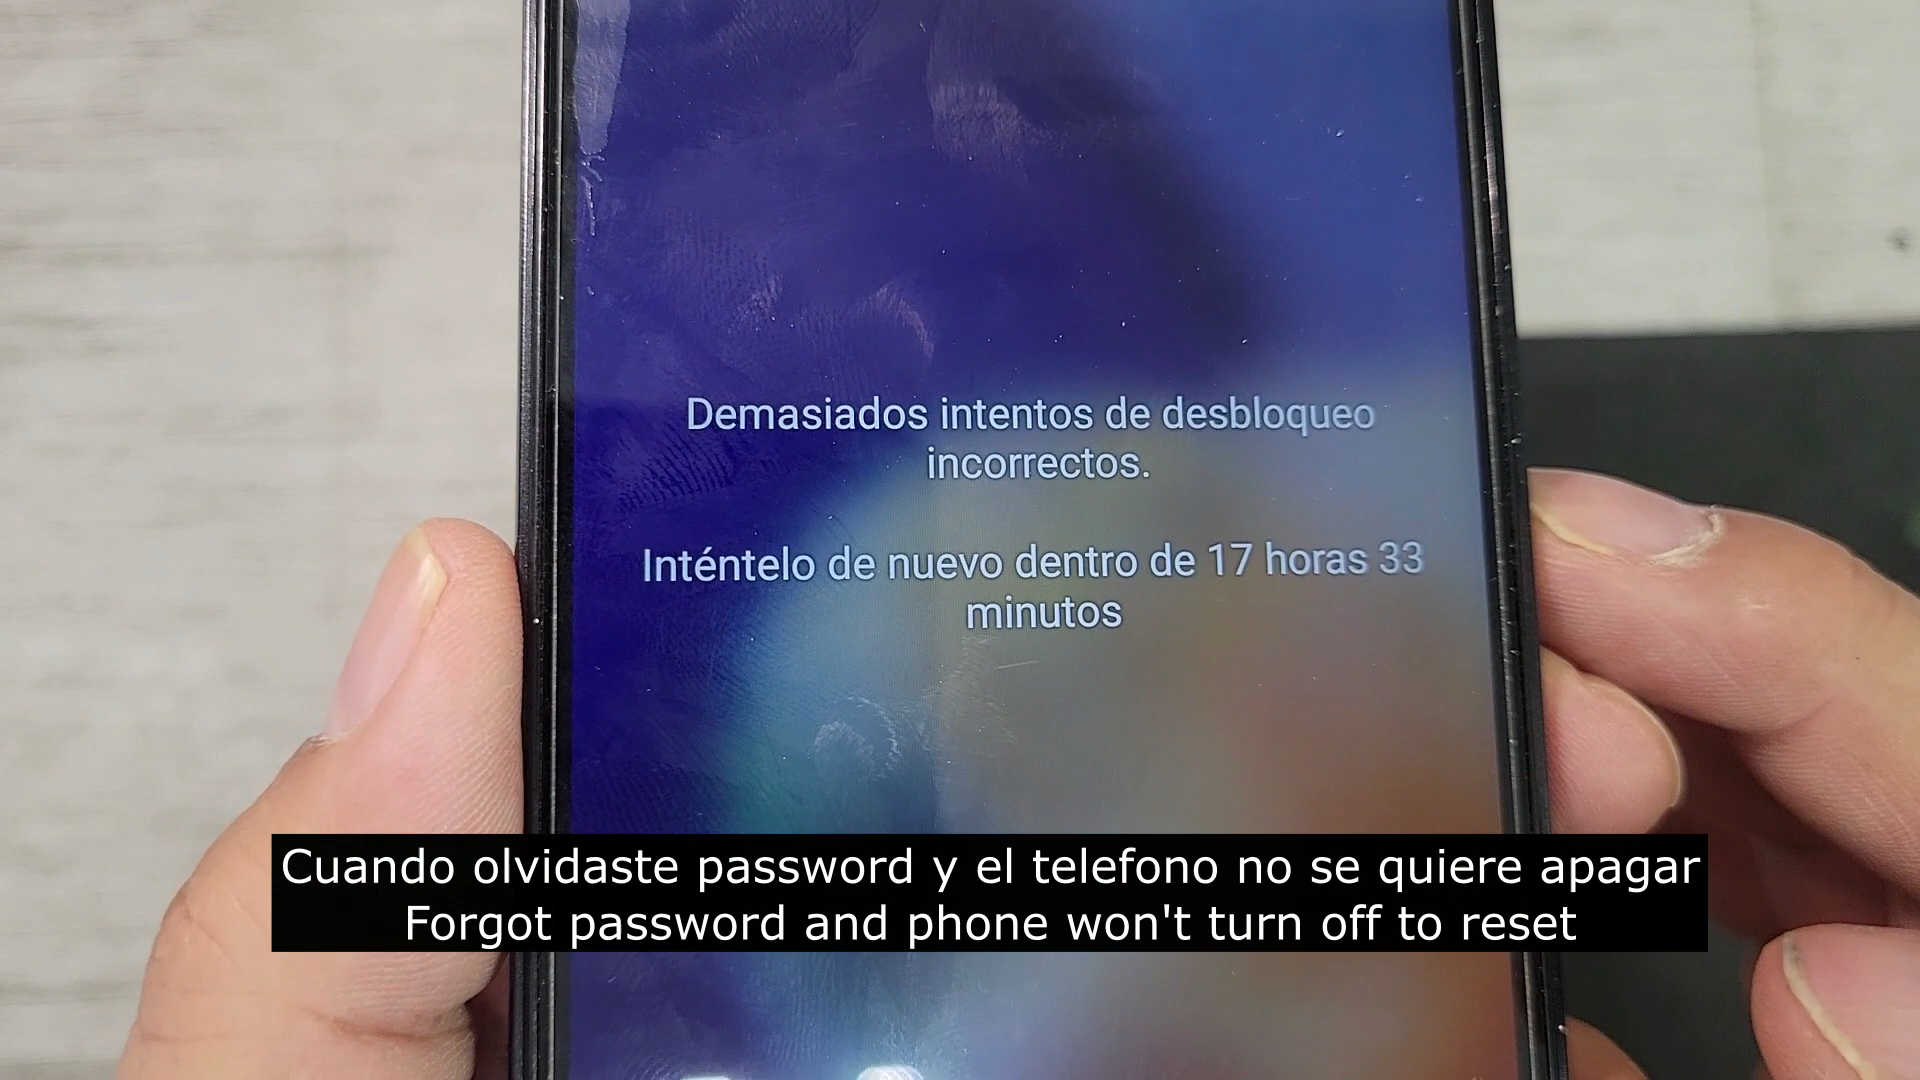 Demasiados intentos de desbloqueo
incorrectos.
Inténtelo de nuevo dentro de 17 horas 33
minutos
Cuando olvidaste password y el telefono no se quiere apagar
Forgot password and phone won't turn off to reset